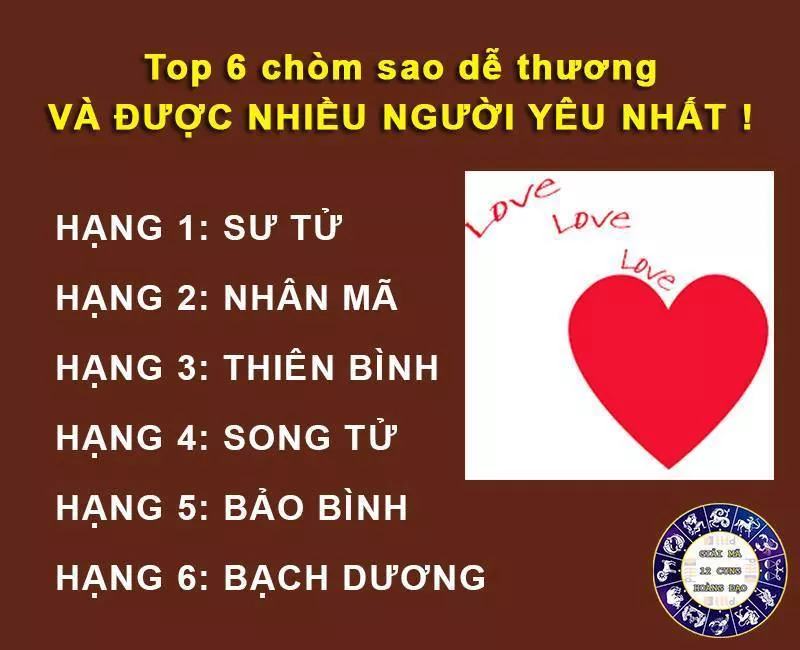 Top 6 chòm sao dễ thương
VÀ ĐƯỢC NHIỀU NGƯỜI YÊU NHẤT !
Love
Love
Love
HẠNG 1: SƯ TỬ
HẠNG 2: NHÂN MÃ
HẠNG 3: THIÊN BÌNH
HẠNG 4: SONG TỬ
HẠNG 5: BẢO BÌNH
HẠNG 6: BẠCH DƯƠNG
GIẢI MÃ
12 CUNG
HOÀNG ĐẠO